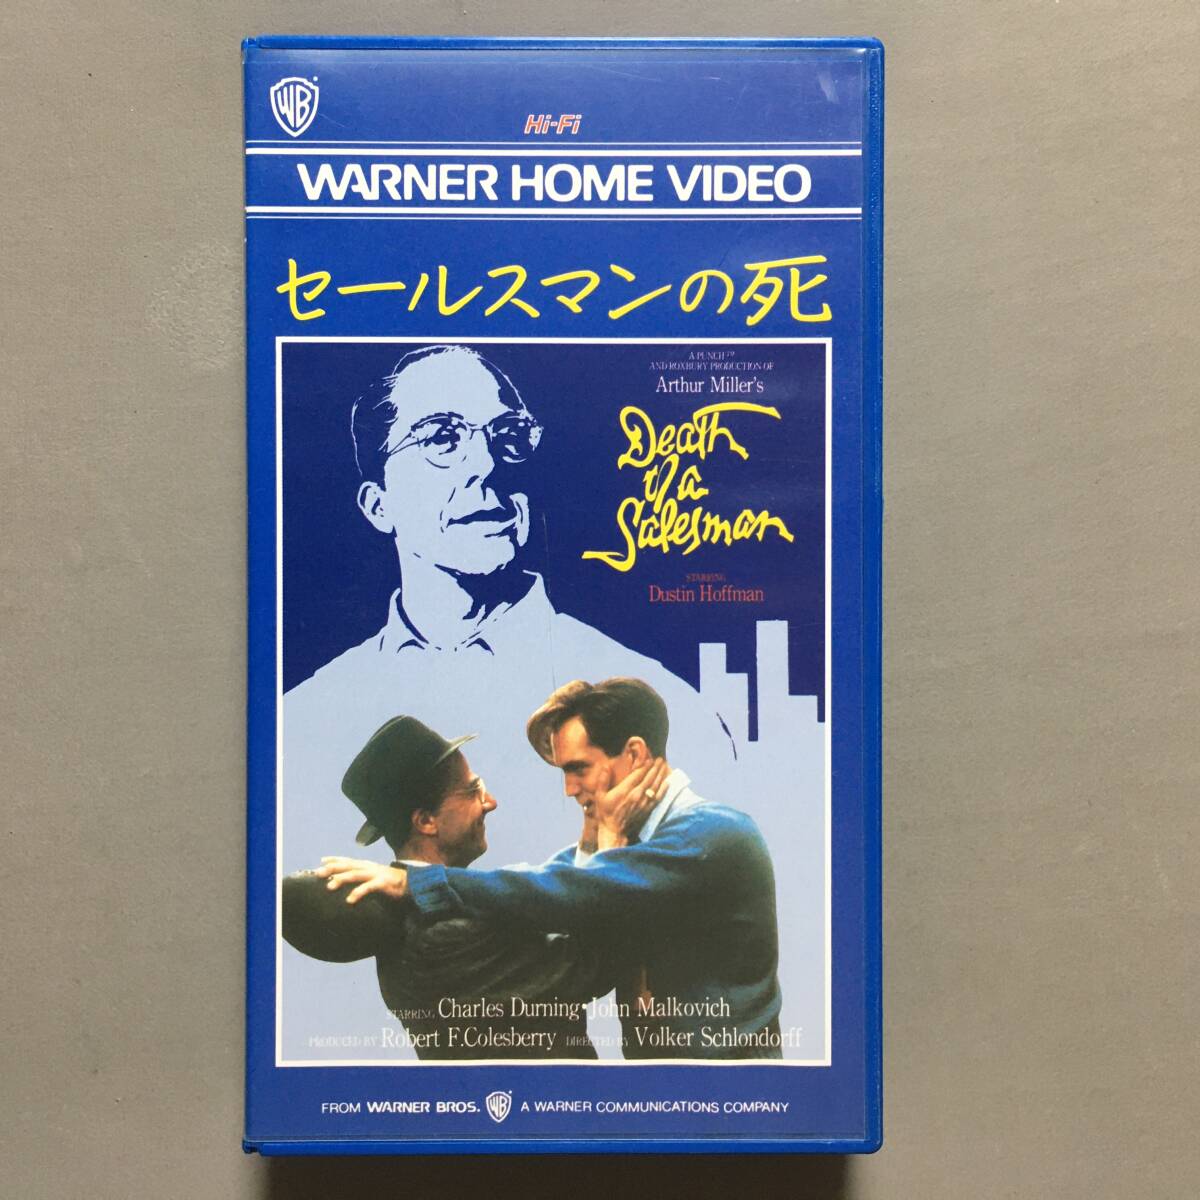 WB
Hi-Fi
WARNER HOME VIDEO
セールスマンの死
A PUNCH TM
AND ROXBURY PRODUCTION OF
Arthur Miller's
Death
of a
Salesman
STARRING
Dustin Hoffman
STARRING Charles Durning・John Malkovich
PRODUCED BY Robert F.Colesberry DIRECTED BY Volker Schlondorff
FROM WARNER BROS. WB A WARNER COMMUNICATIONS COMPANY